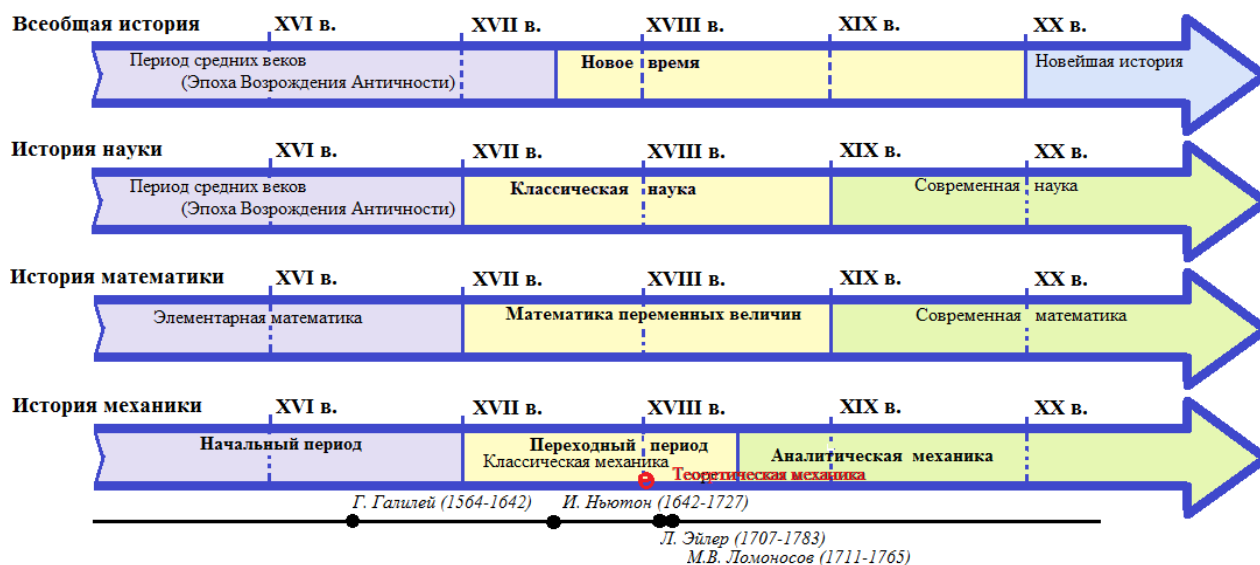 Всеобщая история XVI в. XVII в. XVIII в. XIX в. XX в.
Период средних веков
(Эпоха Возрождения Античности)
Новое время
Новейшая история
История науки XVI в. XVII в. XVIII в. XIX в. XX в.
Период средних веков
(Эпоха Возрождения Античности)
Классическая наука
Современная наука
История математики XVI в. XVII в. XVIII в. XIX в. XX в.
Элементарная математика
Математика переменных величин
Современная математика
История механики XVI в. XVII в. XVIII в. XIX в. XX в.
Начальный период
Переходный период
Классическая механика
Аналитическая механика
Теоретическая механика
Г. Галилей (1564-1642) И. Ньютон (1642-1727)
Л. Эйлер (1707-1783)
М.В. Ломоносов (1711-1765)